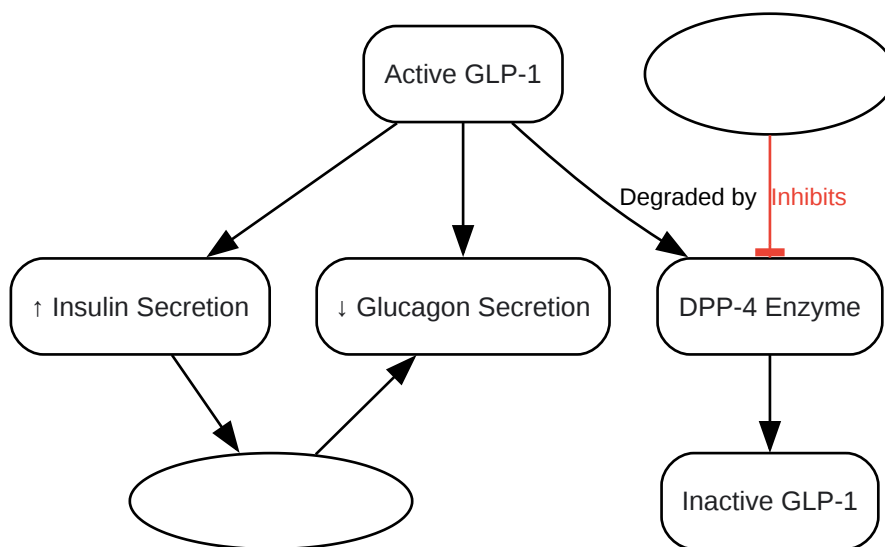 Active GLP-1
Degraded by
Inhibits
↑ Insulin Secretion
↓ Glucagon Secretion
DPP-4 Enzyme
Inactive GLP-1